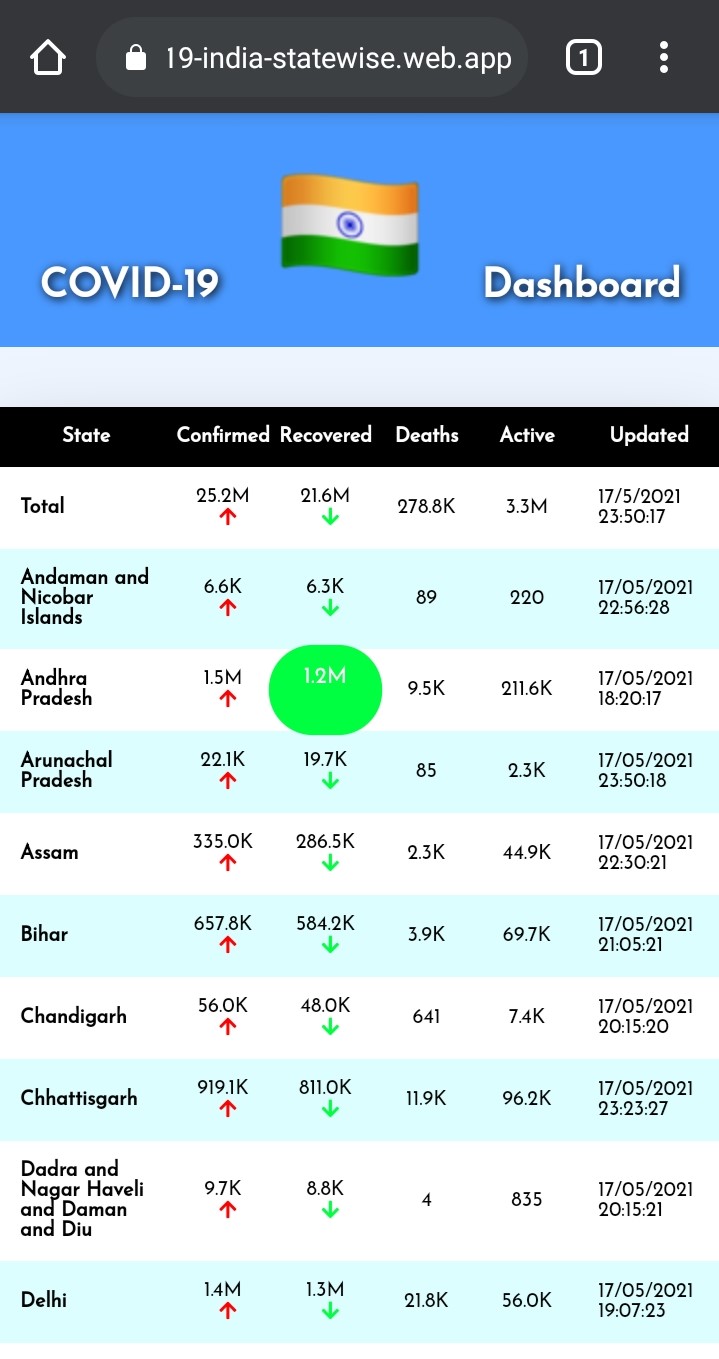 19-india-statewise.web.app
1
COVID-19
Dashboard
State Confirmed Recovered Deaths Active Updated
Total 25.2M 21.6M 278.8K 3.3M 17/5/2021
23:50:17
Andaman and
Nicobar
Islands 6.6K 6.3K 89 220 17/05/2021
22:56:28
Andhra
Pradesh 1.5M 1.2M 9.5K 211.6K 17/05/2021
18:20:17
Arunachal
Pradesh 22.1K 19.7K 85 2.3K 17/05/2021
23:50:18
Assam 335.0K 286.5K 2.3K 44.9K 17/05/2021
22:30:21
Bihar 657.8K 584.2K 3.9K 69.7K 17/05/2021
21:05:21
Chandigarh 56.0K 48.0K 641 7.4K 17/05/2021
20:15:20
Chhattisgarh 919.1K 811.0K 11.9K 96.2K 17/05/2021
23:23:27
Dadra and
Nagar Haveli
and Daman
and Diu 9.7K 8.8K 4 835 17/05/2021
20:15:21
Delhi 1.4M 1.3M 21.8K 56.0K 17/05/2021
19:07:23